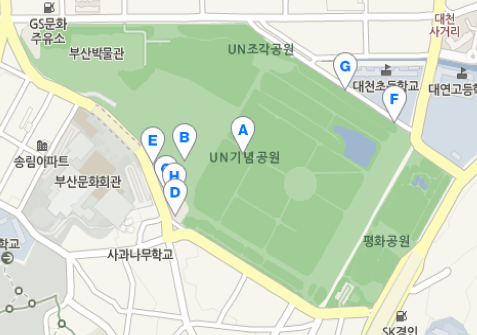 GS문화
주유소
부산박물관
UN조각공원
대천
사거리
G
대천초등학교
대연고등학
F
A
B
E
송림아파트
UN기념공원
부산문화회관
H
D
평화공원
학교
사과나무학교
SK경인